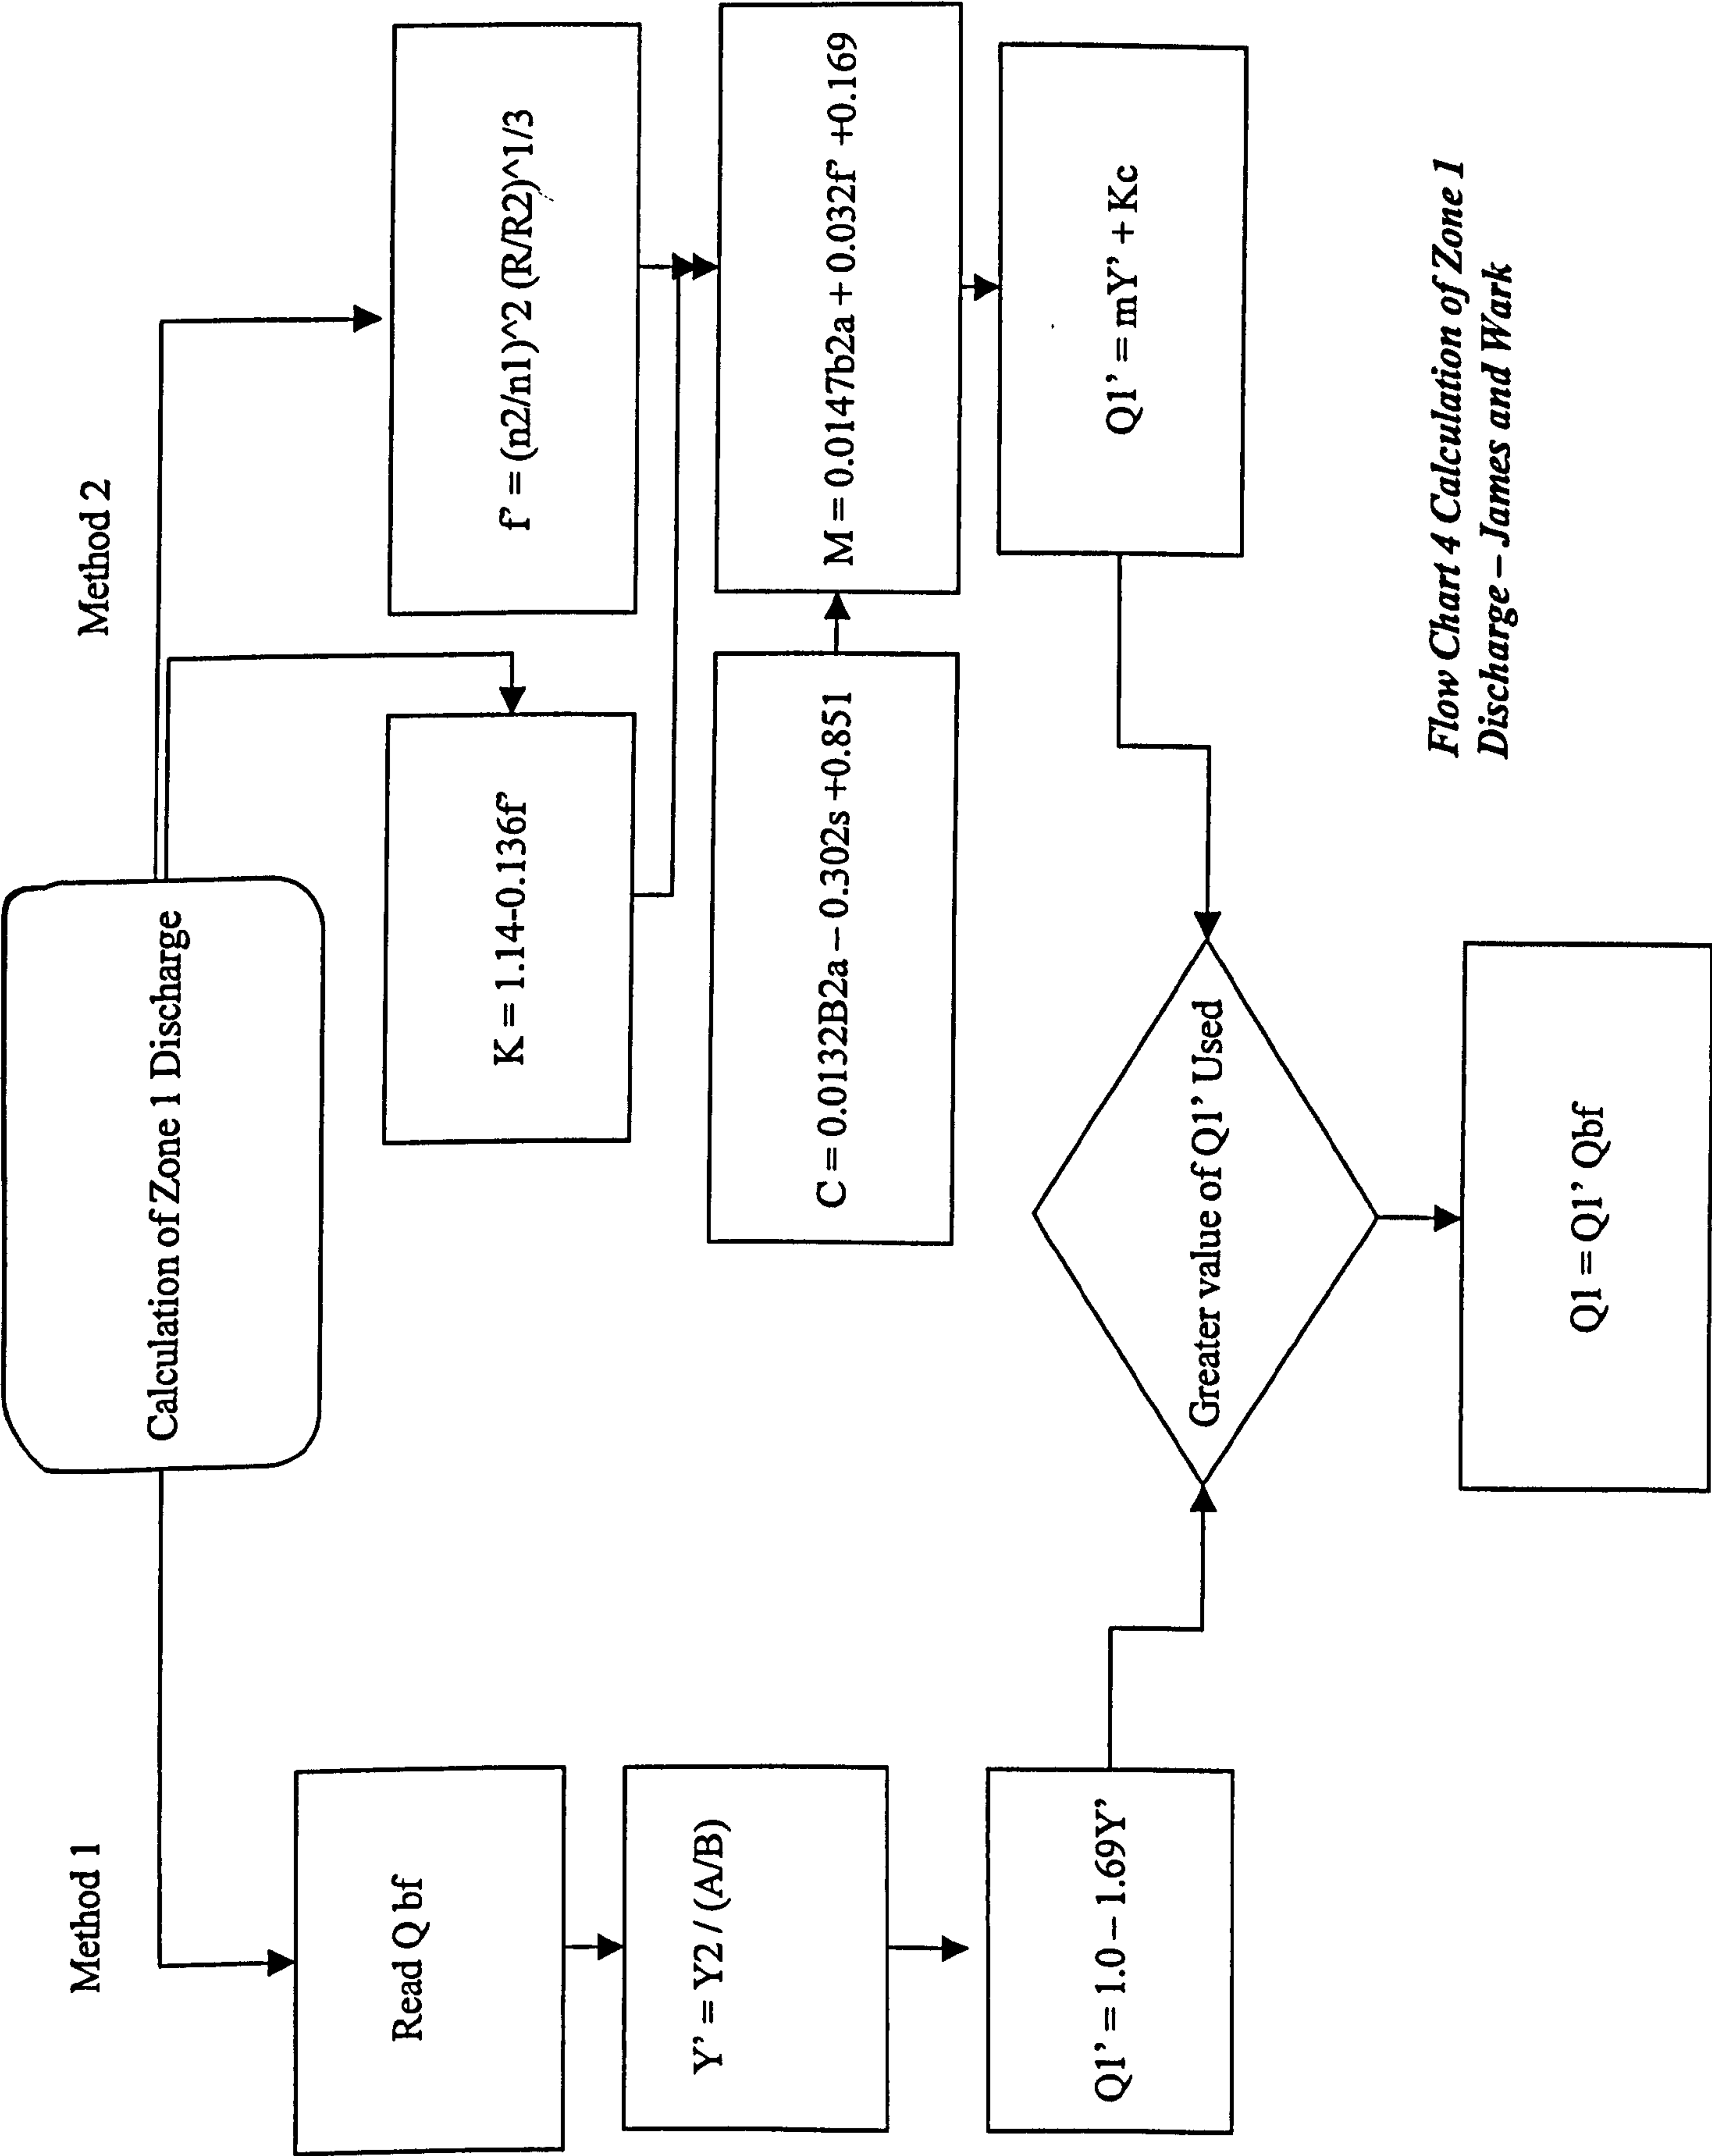 Calculation of Zone 1 Discharge
Method 1
Read Q bf
Y' = Y2 / (A/B)
Q1' = 1.0 – 1.69Y'
Method 2
f' = (n2/n1)^2 (R/R2)^1/3
K = 1.14-0.136f'
C = 0.0132B2a – 0.302s +0.851
M = 0.0147b2a + 0.032f' +0.169
Q1' = mY' + Kc
Greater value of Q1' Used
Q1 = Q1' Qbf
Flow Chart 4 Calculation of Zone 1
Discharge – James and Wark